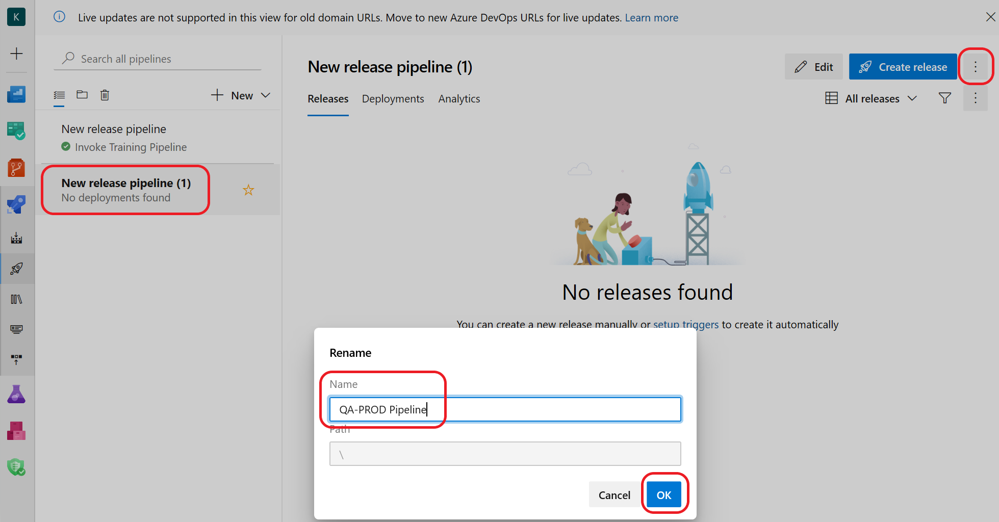 K
Live updates are not supported in this view for old domain URLs. Move to new Azure DevOps URLs for live updates. Learn more
Search all pipelines
New
New release pipeline
Invoke Training Pipeline
New release pipeline (1)
No deployments found
New release pipeline (1)
Edit
Create release
Releases Deployments Analytics
All releases
No releases found
You can create a new release manually or setup triggers to create it automatically
Rename
Name
QA-PROD Pipeline
Path
\
Cancel
OK